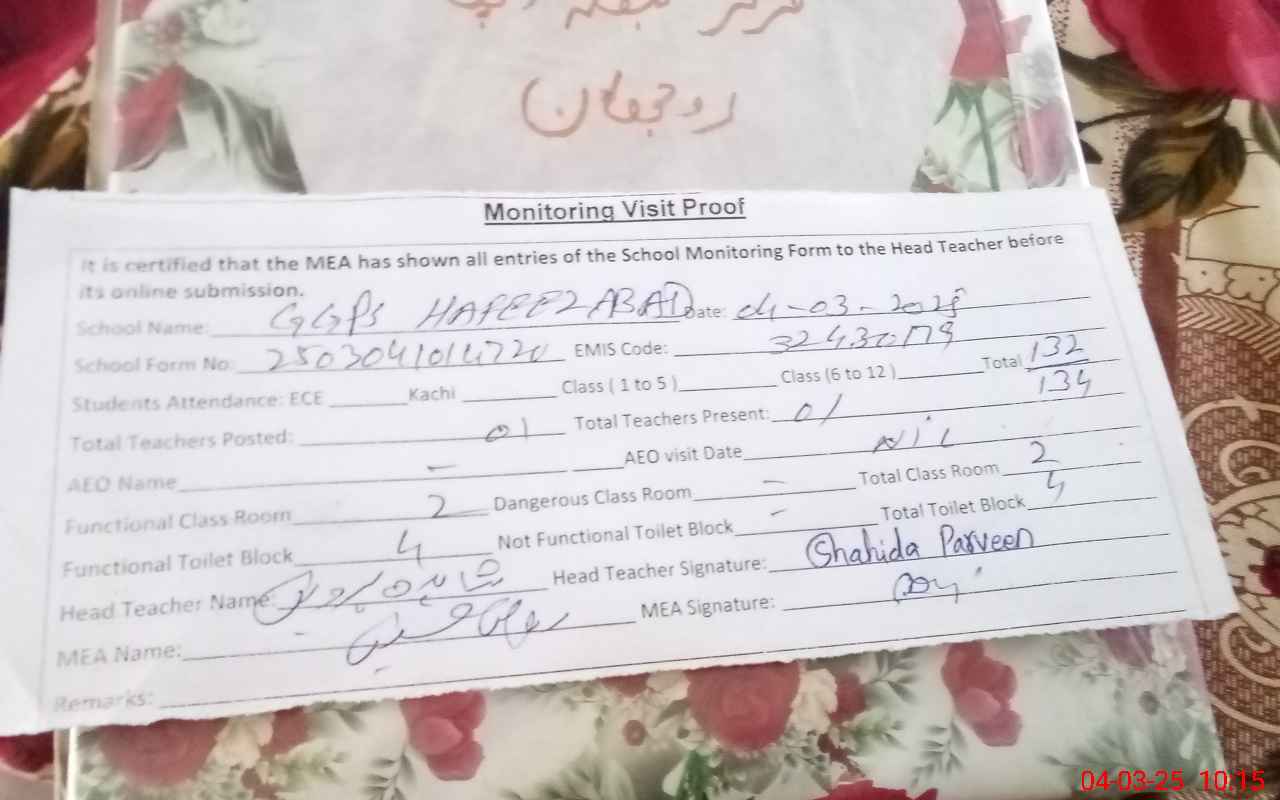 روجھان
Monitoring Visit Proof
It is certified that the MEA has shown all entries of the School Monitoring Form to the Head Teacher before
its online submission.
School Name: GGPS HAFEEZABAD Date: 04-03-2025
School Form No: 2503041014720 EMIS Code: 32430179
Students Attendance: ECE Kachi Class ( 1 to 5 ) Class (6 to 12 ) Total 132
134
Total Teachers Posted: 01 Total Teachers Present: 01
AEO Name - AEO visit Date Nil
Functional Class Room 2 Dangerous Class Room - Total Class Room 2
Functional Toilet Block 4 Not Functional Toilet Block - Total Toilet Block 4
Head Teacher Name: شاہدہ پروین Head Teacher Signature: Shahida Parveen
MEA Name: MEA Signature:
Remarks:
04-03-25 10:15